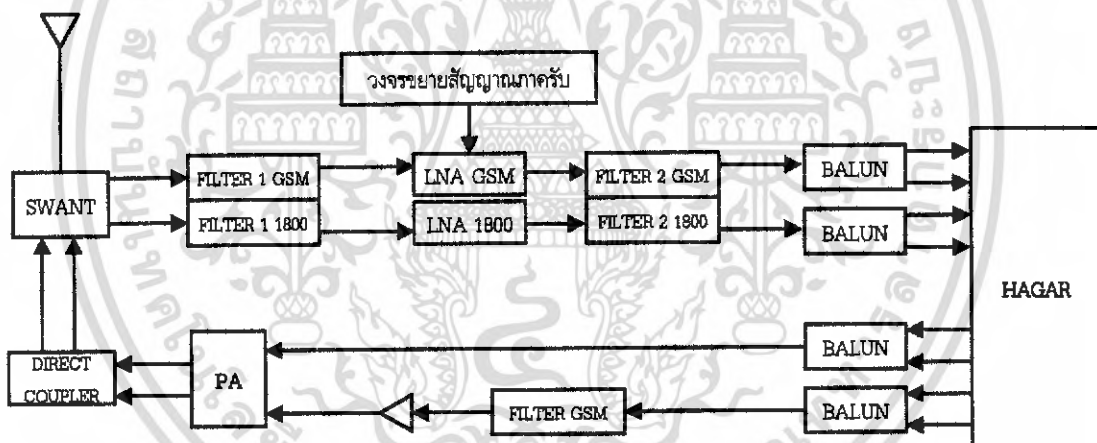 วงจรขยายสัญญาณภาครับ
SWANT
FILTER 1 GSM
FILTER 1 1800
LNA GSM
LNA 1800
FILTER 2 GSM
FILTER 2 1800
BALUN
BALUN
HAGAR
DIRECT
COUPLER
PA
FILTER GSM
BALUN
BALUN